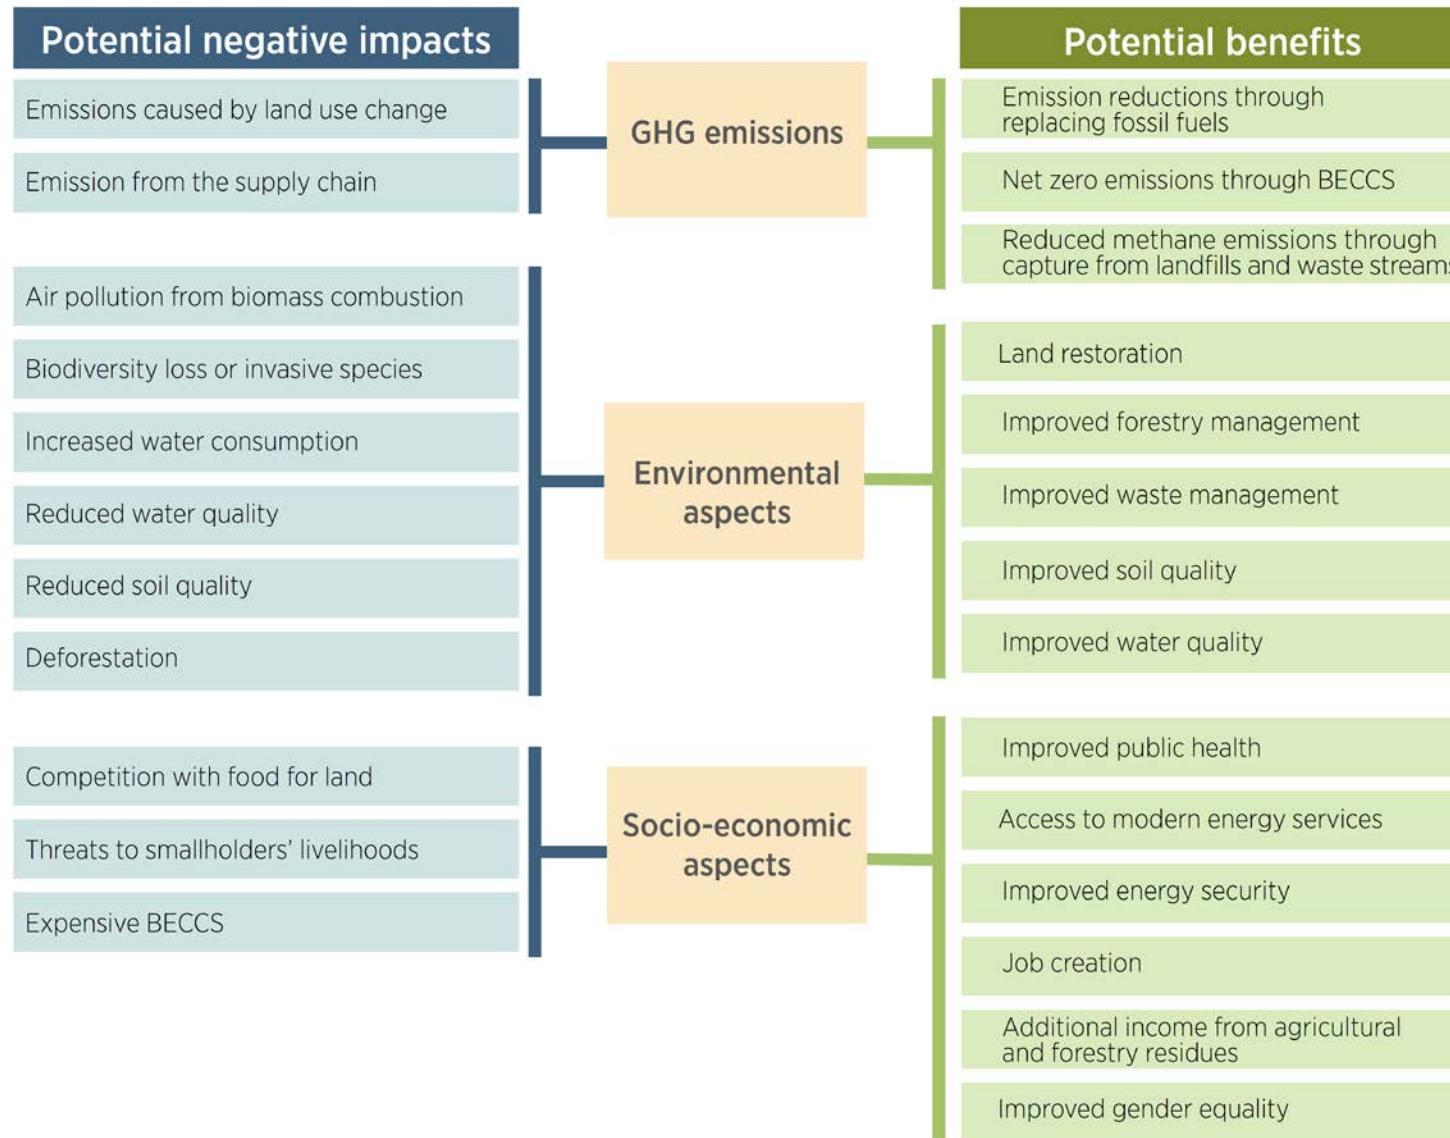 Potential negative impacts
Emissions caused by land use change
Emission from the supply chain
Air pollution from biomass combustion
Biodiversity loss or invasive species
Increased water consumption
Reduced water quality
Reduced soil quality
Deforestation
Competition with food for land
Threats to smallholders' livelihoods
Expensive BECCS
GHG emissions
Environmental
aspects
Socio-economic
aspects
Potential benefits
Emission reductions through
replacing fossil fuels
Net zero emissions through BECCS
Reduced methane emissions through
capture from landfills and waste streams
Land restoration
Improved forestry management
Improved waste management
Improved soil quality
Improved water quality
Improved public health
Access to modern energy services
Improved energy security
Job creation
Additional income from agricultural
and forestry residues
Improved gender equality